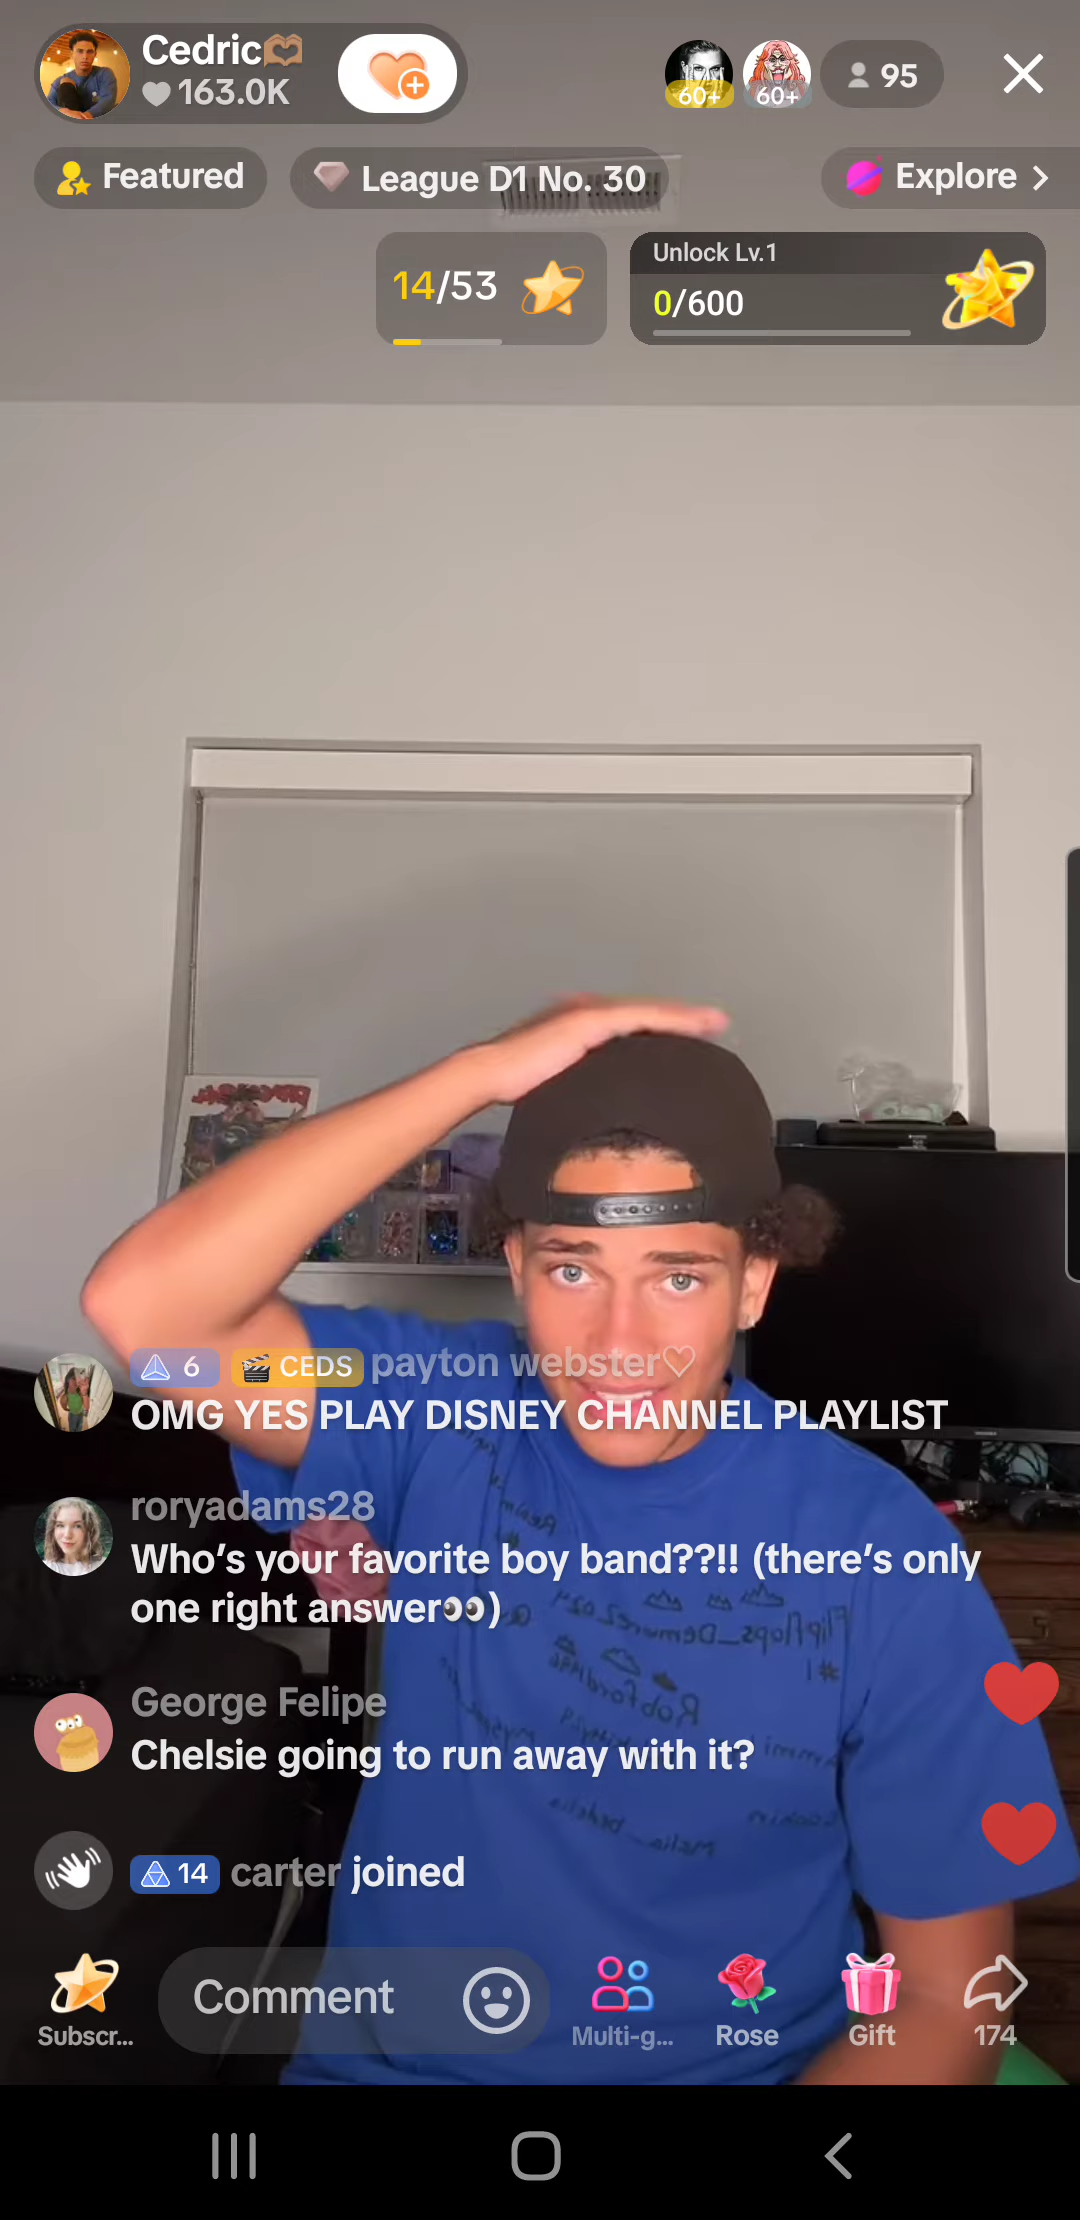 Cedric🫶🏽
163.0K
60+
60+
95
Featured
League D1 No. 30
Explore >
14/53
Unlock Lv.1
0/600
6 🎬 CEDS payton webster♡
OMG YES PLAY DISNEY CHANNEL PLAYLIST
roryadams28
Who's your favorite boy band??!! (there's only
one right answer👀)
George Felipe
Chelsie going to run away with it?
14 carter joined
Comment
Subscr...
Multi-g...
Rose
Gift
174
Flipflops_Demure
#1
Robford